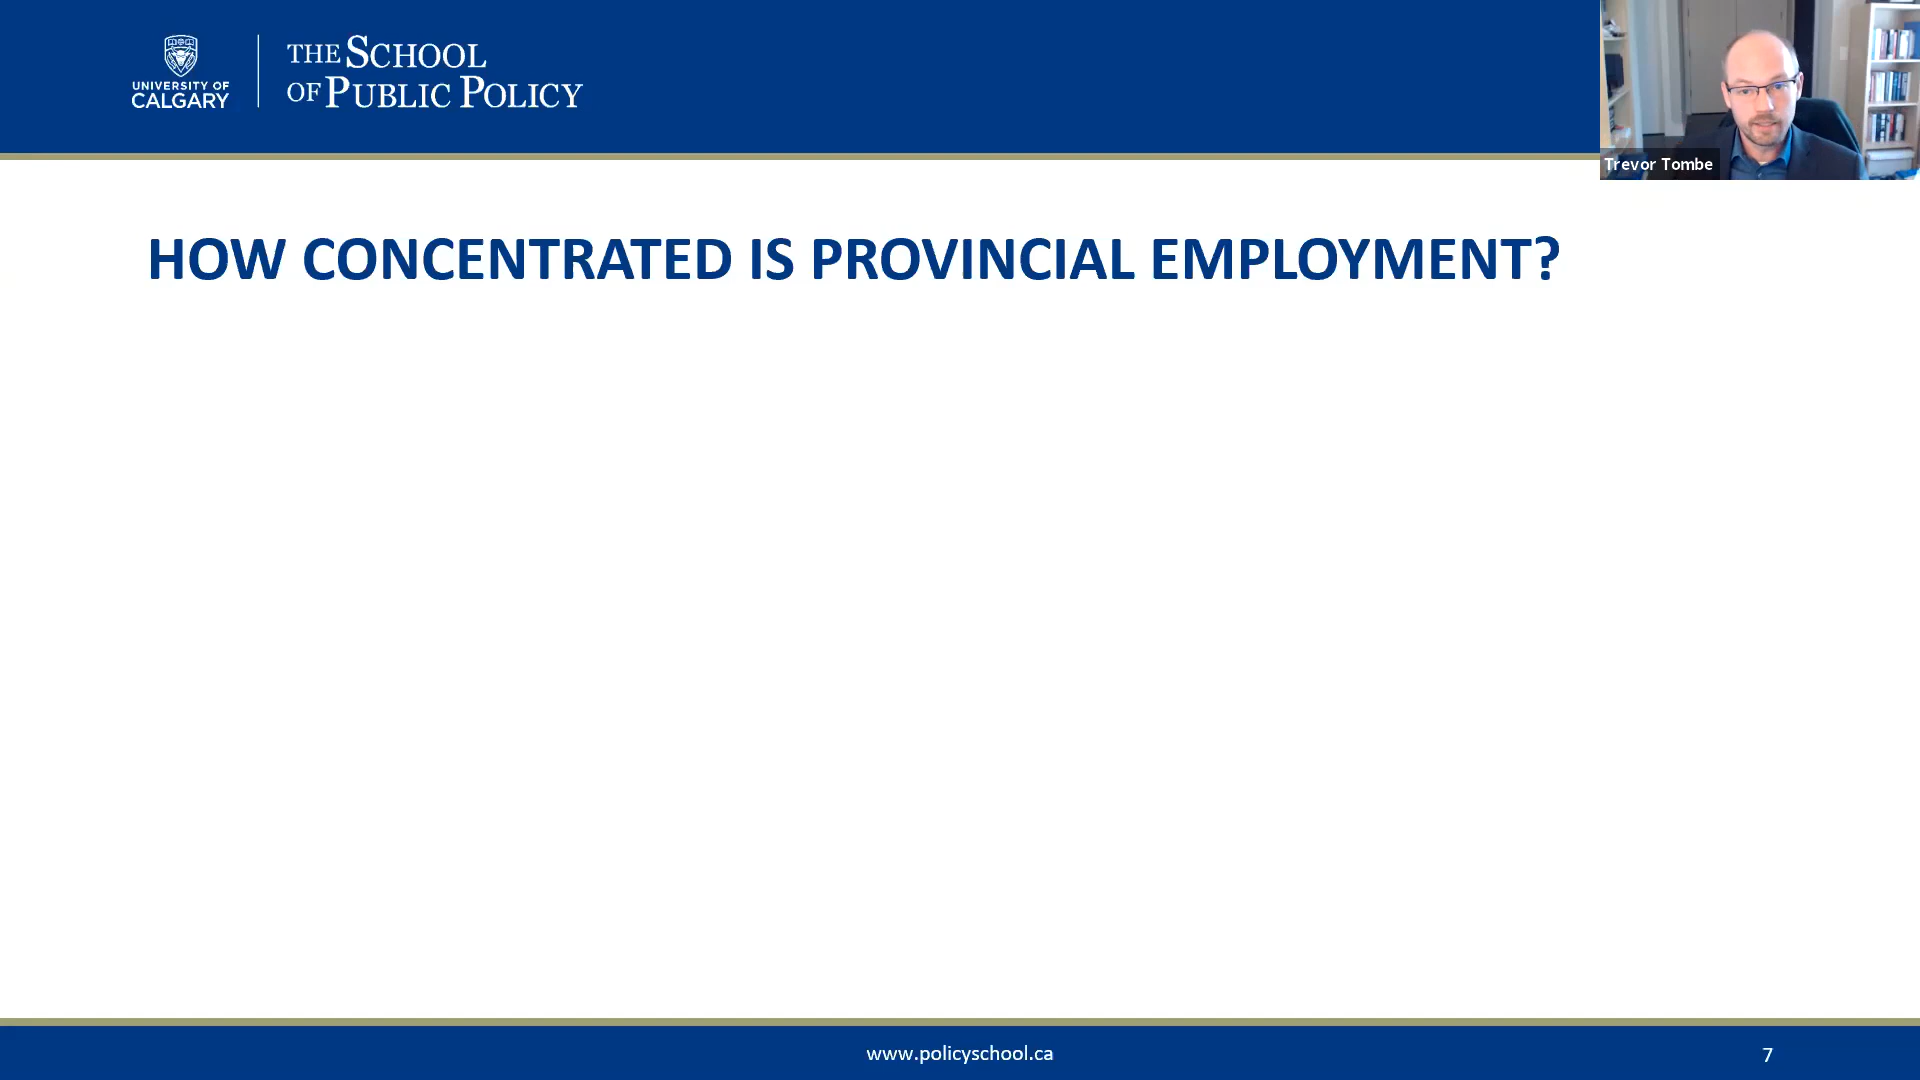 UNIVERSITY OF
CALGARY
THE SCHOOL
OF PUBLIC POLICY
Trevor Tombe
HOW CONCENTRATED IS PROVINCIAL EMPLOYMENT?
www.policyschool.ca
7